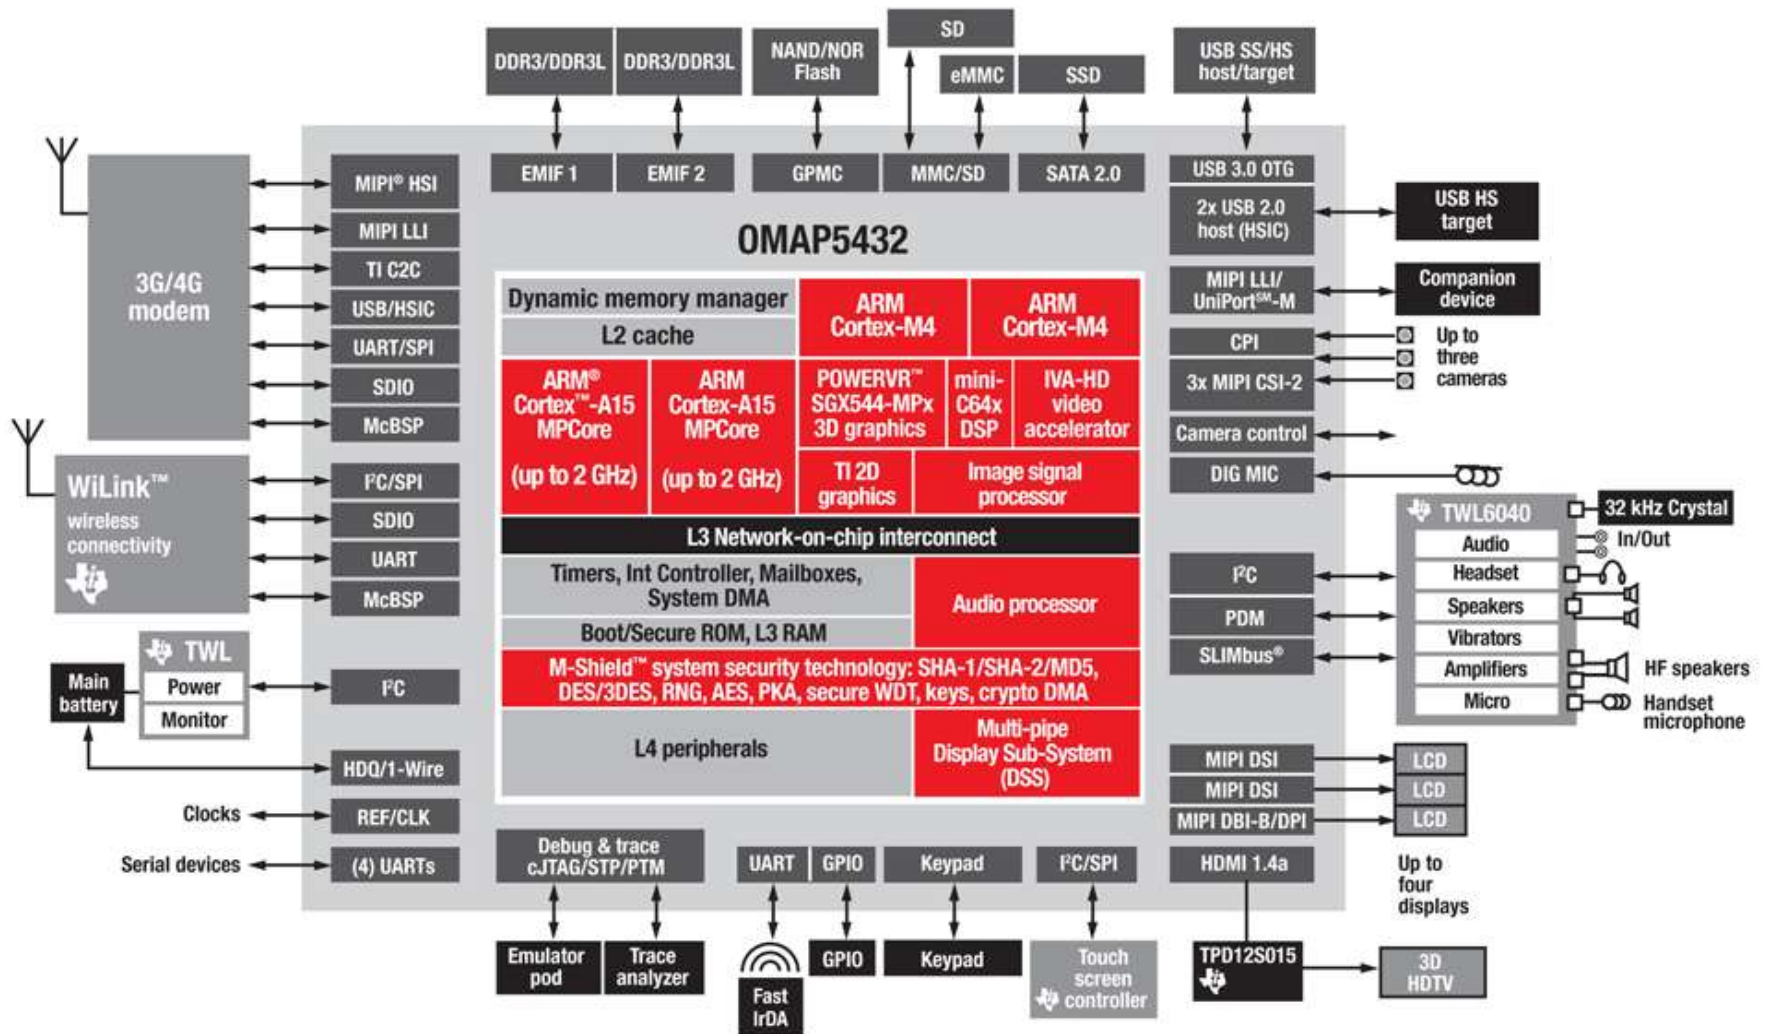 SD
DDR3/DDR3L
DDR3/DDR3L
NAND/NOR
Flash
eMMC
SSD
USB SS/HS
host/target
EMIF 1
EMIF 2
GPMC
MMC/SD
SATA 2.0
USB 3.0 OTG
2x USB 2.0
host (HSIC)
USB HS
target
MIPI LLI/
UniPort℠-M
Companion
device
CPI
3x MIPI CSI-2
Up to
three
cameras
Camera control
DIG MIC
3G/4G
modem
MIPI® HSI
MIPI LLI
TI C2C
USB/HSIC
UART/SPI
SDIO
McBSP
WiLink™
wireless
connectivity
I²C/SPI
SDIO
UART
McBSP
TWL
Power
Monitor
Main
battery
I²C
HDQ/1-Wire
Clocks
REF/CLK
Serial devices
(4) UARTs
OMAP5432
Dynamic memory manager
L2 cache
ARM
Cortex-M4
ARM
Cortex-M4
ARM®
Cortex™-A15
MPCore
(up to 2 GHz)
ARM
Cortex-A15
MPCore
(up to 2 GHz)
POWERVR™
SGX544-MPx
3D graphics
mini-
C64x
DSP
IVA-HD
video
accelerator
TI 2D
graphics
Image signal
processor
L3 Network-on-chip interconnect
Timers, Int Controller, Mailboxes,
System DMA
Boot/Secure ROM, L3 RAM
Audio processor
M-Shield™ system security technology: SHA-1/SHA-2/MD5,
DES/3DES, RNG, AES, PKA, secure WDT, keys, crypto DMA
L4 peripherals
Multi-pipe
Display Sub-System
(DSS)
I²C
PDM
SLIMbus®
TWL6040
Audio
Headset
Speakers
Vibrators
Amplifiers
Micro
32 kHz Crystal
In/Out
HF speakers
Handset
microphone
MIPI DSI
LCD
MIPI DSI
LCD
MIPI DBI-B/DPI
LCD
HDMI 1.4a
Up to
four
displays
Debug & trace
cJTAG/STP/PTM
UART
GPIO
Keypad
I²C/SPI
Emulator
pod
Trace
analyzer
Fast
IrDA
GPIO
Keypad
Touch
screen
controller
TPD12S015
3D
HDTV